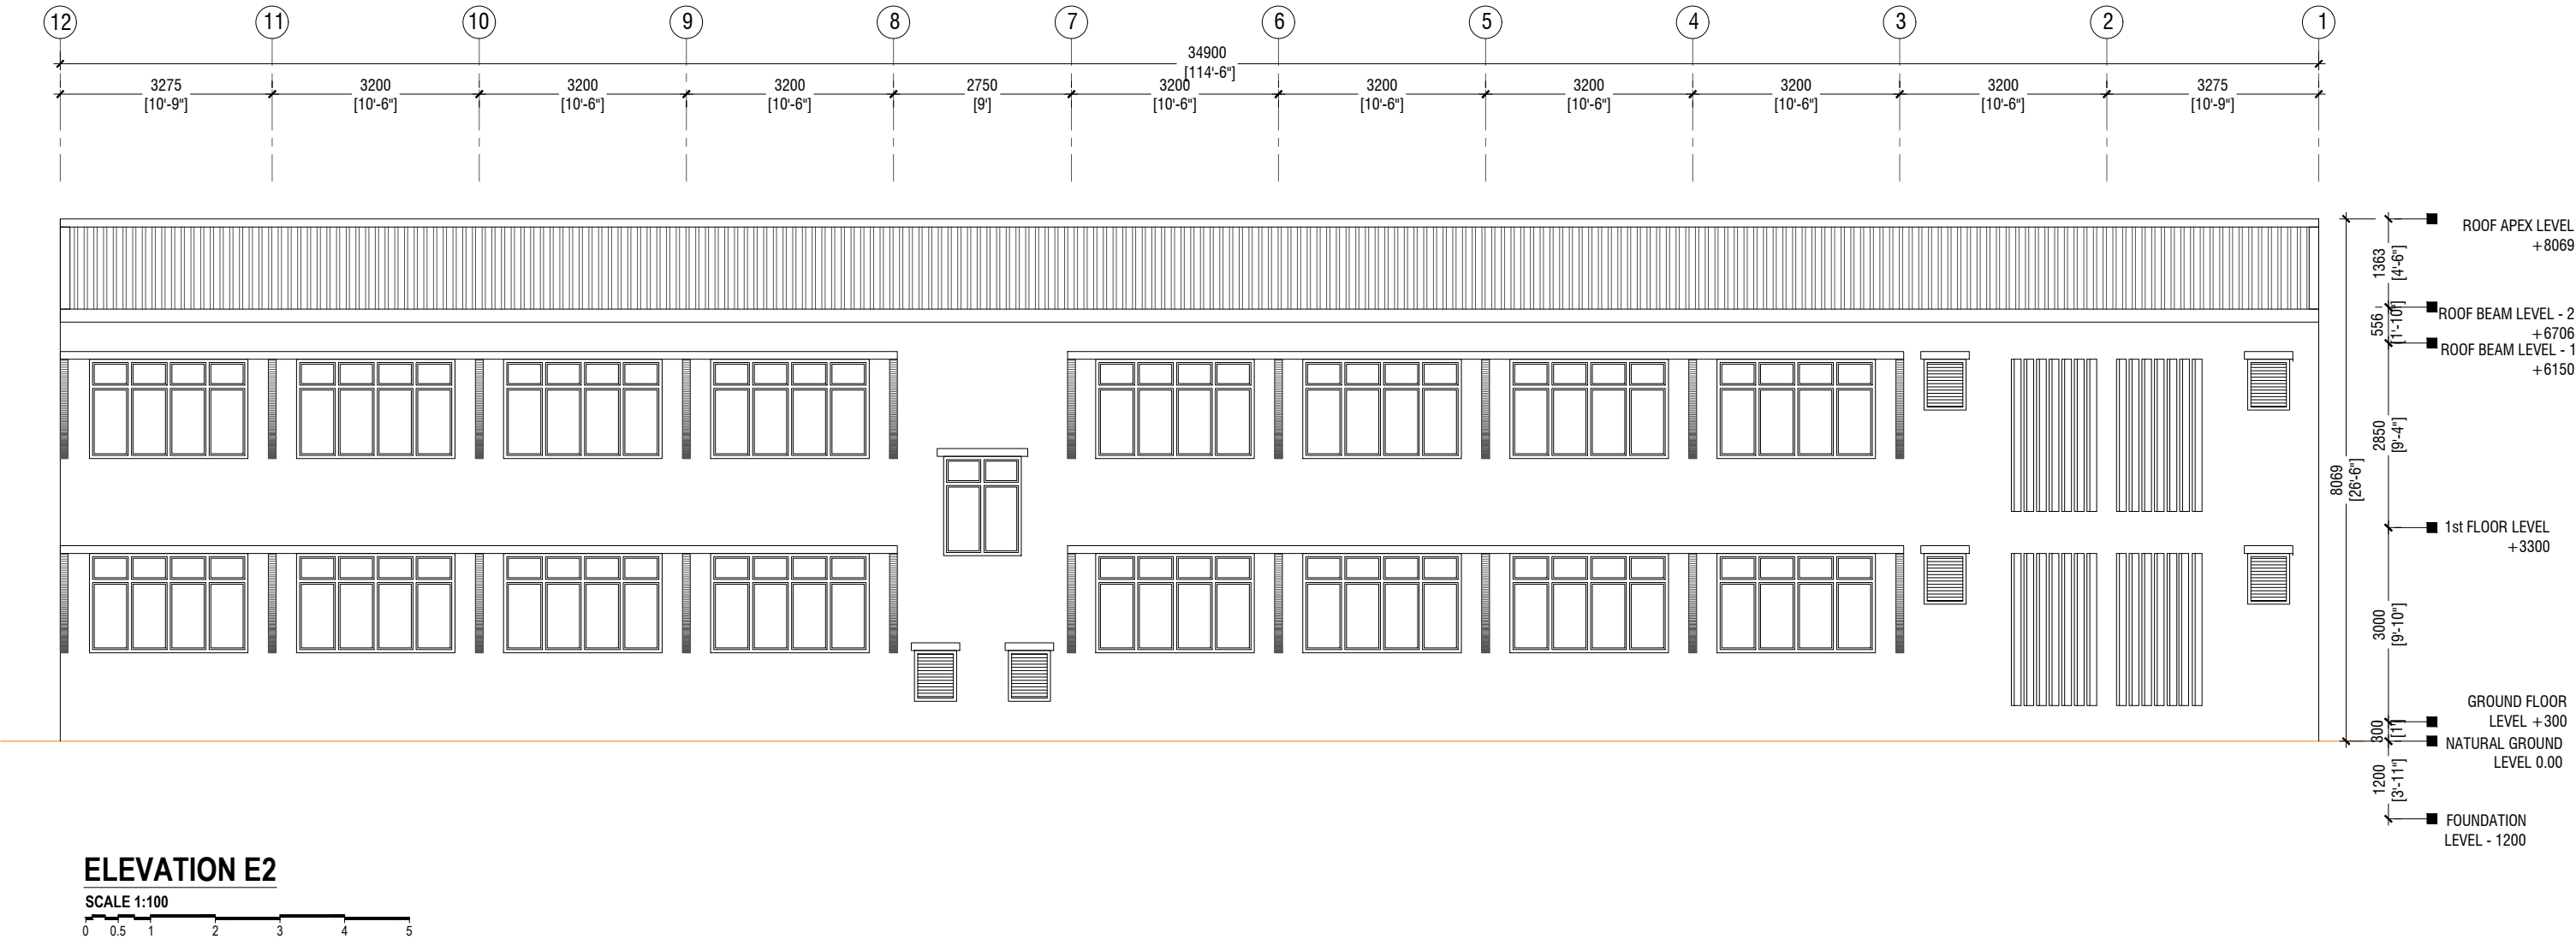 12 11 10 9 8 7 6 5 4 3 2 1
34900
[114'-6"]
3275 3200 3200 3200 2750 3200 3200 3200 3200 3200 3275
[10'-9"] [10'-6"] [10'-6"] [10'-6"] [9'] [10'-6"] [10'-6"] [10'-6"] [10'-6"] [10'-6"] [10'-9"]
ROOF APEX LEVEL
+8069
1363
[4'-6"]
ROOF BEAM LEVEL - 2
+6706
556
[1'-10"]
ROOF BEAM LEVEL - 1
+6150
2850
[9'-4"]
8069
[26'-6"]
1st FLOOR LEVEL
+3300
3000
[9'-10"]
GROUND FLOOR
LEVEL +300
300
[1']
NATURAL GROUND
LEVEL 0.00
1200
[3'-11"]
FOUNDATION
LEVEL - 1200
ELEVATION E2
SCALE 1:100
0 0.5 1 2 3 4 5